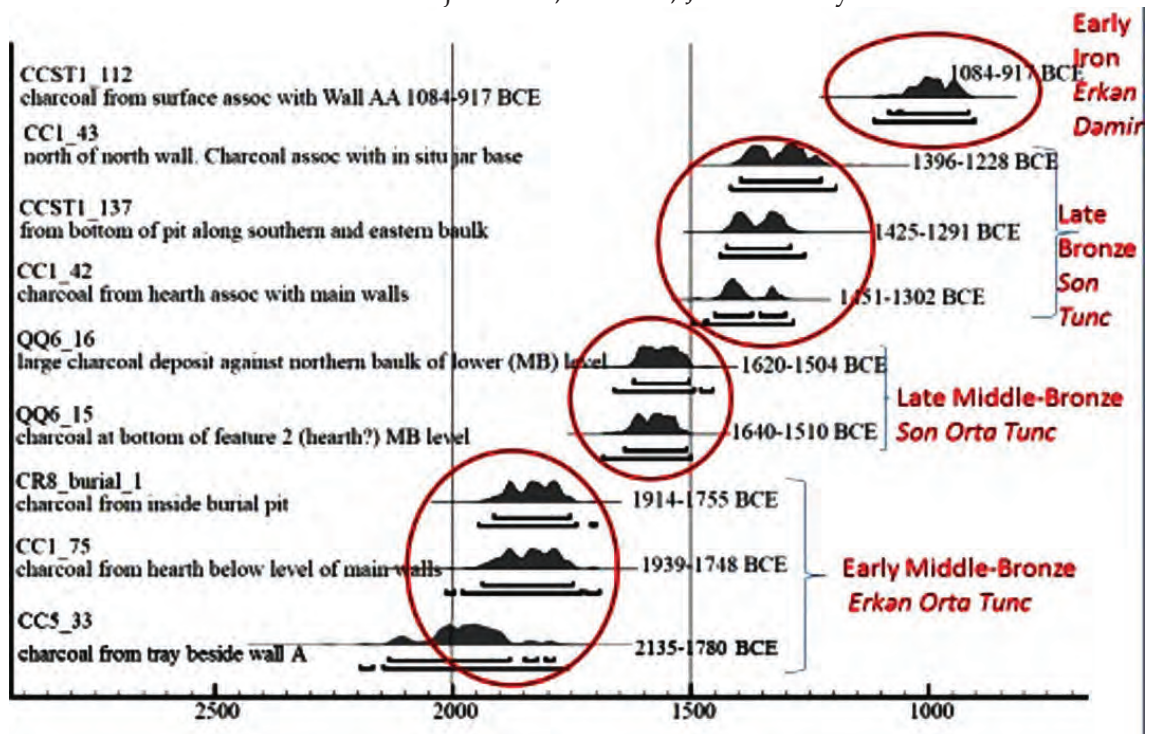 Early
Iron
Erkən
Dəmir
CCST1_112
1084-917 BCE
charcoal from surface assoc with Wall AA 1084-917 BCE
CC1_43
north of north wall. Charcoal assoc with in situ jar base
1396-1228 BCE
CCST1_137
from bottom of pit along southern and eastern baulk
1425-1291 BCE
Late
Bronze
Son
Tunc
CC1_42
charcoal from hearth assoc with main walls
1451-1302 BCE
QQ6_16
large charcoal deposit against northern baulk of lower (MB) level
1620-1504 BCE
QQ6_15
charcoal at bottom of feature 2 (hearth?) MB level
1640-1510 BCE
Late Middle-Bronze
Son Orta Tunc
CR8_burial_1
charcoal from inside burial pit
1914-1755 BCE
CC1_75
charcoal from hearth below level of main walls
1939-1748 BCE
Early Middle-Bronze
Erkən Orta Tunc
CC5_33
charcoal from tray beside wall A
2135-1780 BCE
2500 2000 1500 1000